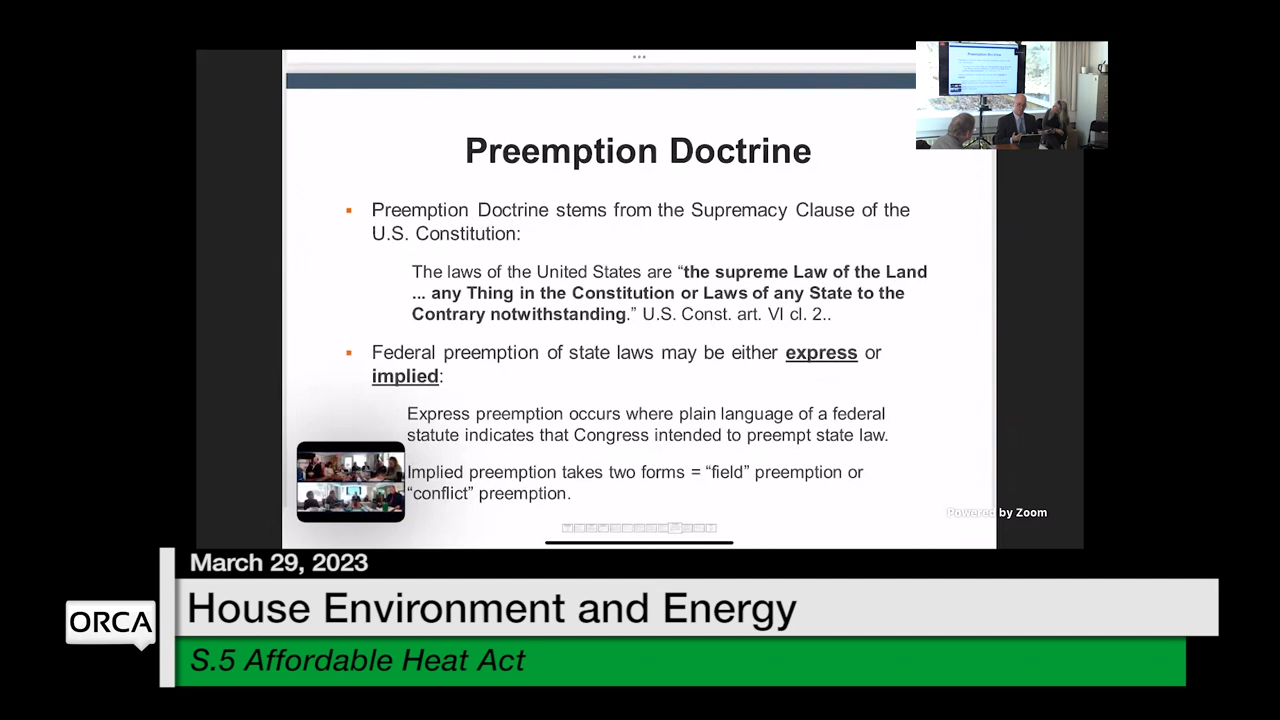 Preemption Doctrine
Preemption Doctrine stems from the Supremacy Clause of the
U.S. Constitution:
The laws of the United States are “the supreme Law of the Land
... any Thing in the Constitution or Laws of any State to the
Contrary notwithstanding.” U.S. Const. art. VI cl. 2..
Federal preemption of state laws may be either express or
implied:
Express preemption occurs where plain language of a federal
statute indicates that Congress intended to preempt state law.
Implied preemption takes two forms = “field” preemption or
“conflict” preemption.
Powered by Zoom
March 29, 2023
House Environment and Energy
ORCA
S.5 Affordable Heat Act